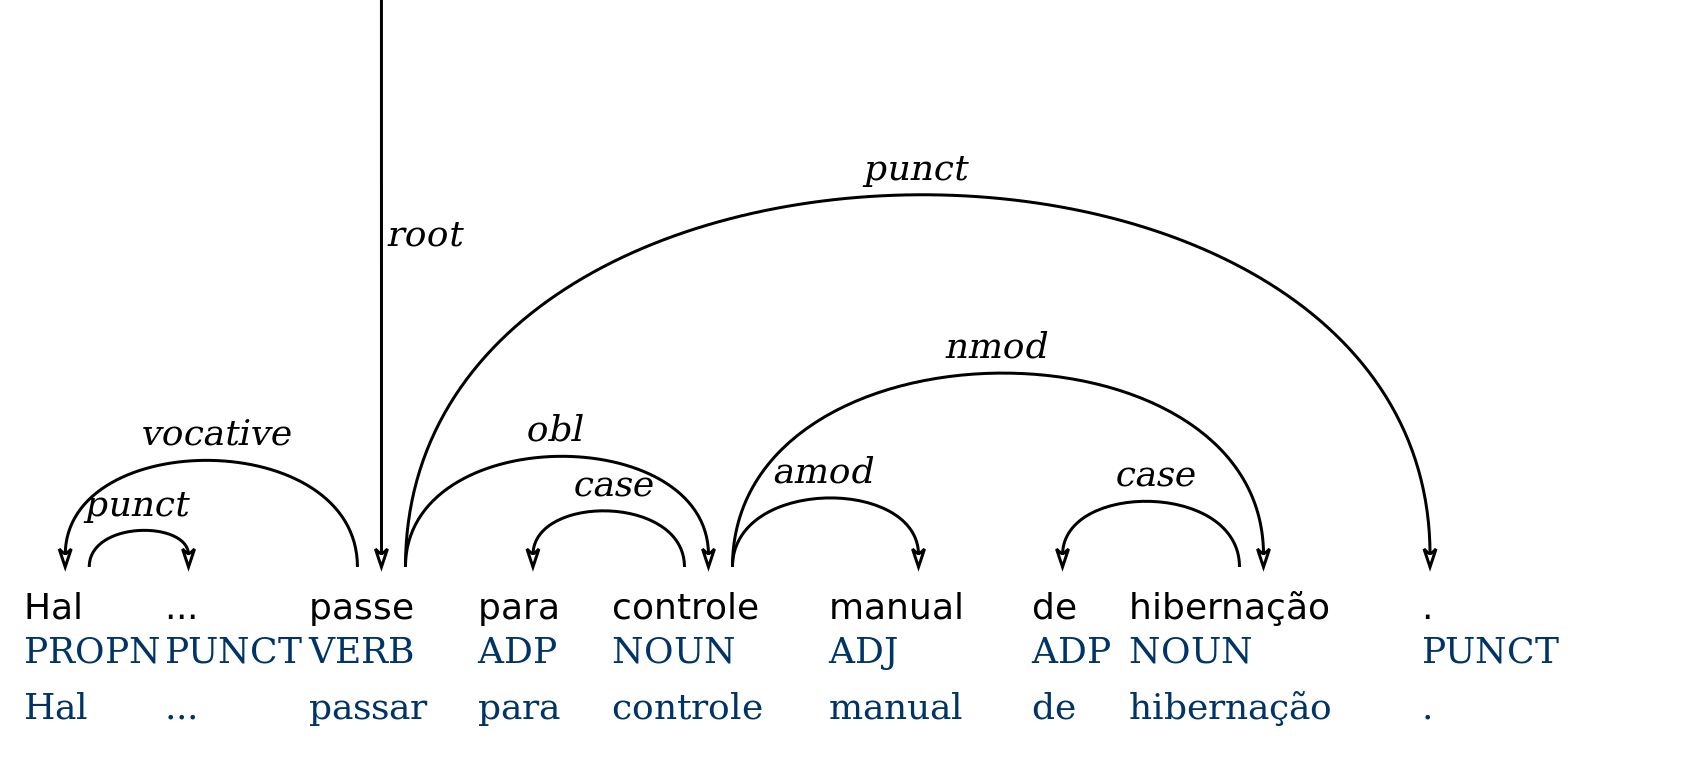 punct
root
nmod
vocative obl
punct case amod case
Hal ... passe para controle manual de hibernação .
PROPN PUNCT VERB ADP NOUN ADJ ADP NOUN PUNCT
Hal ... passar para controle manual de hibernação .